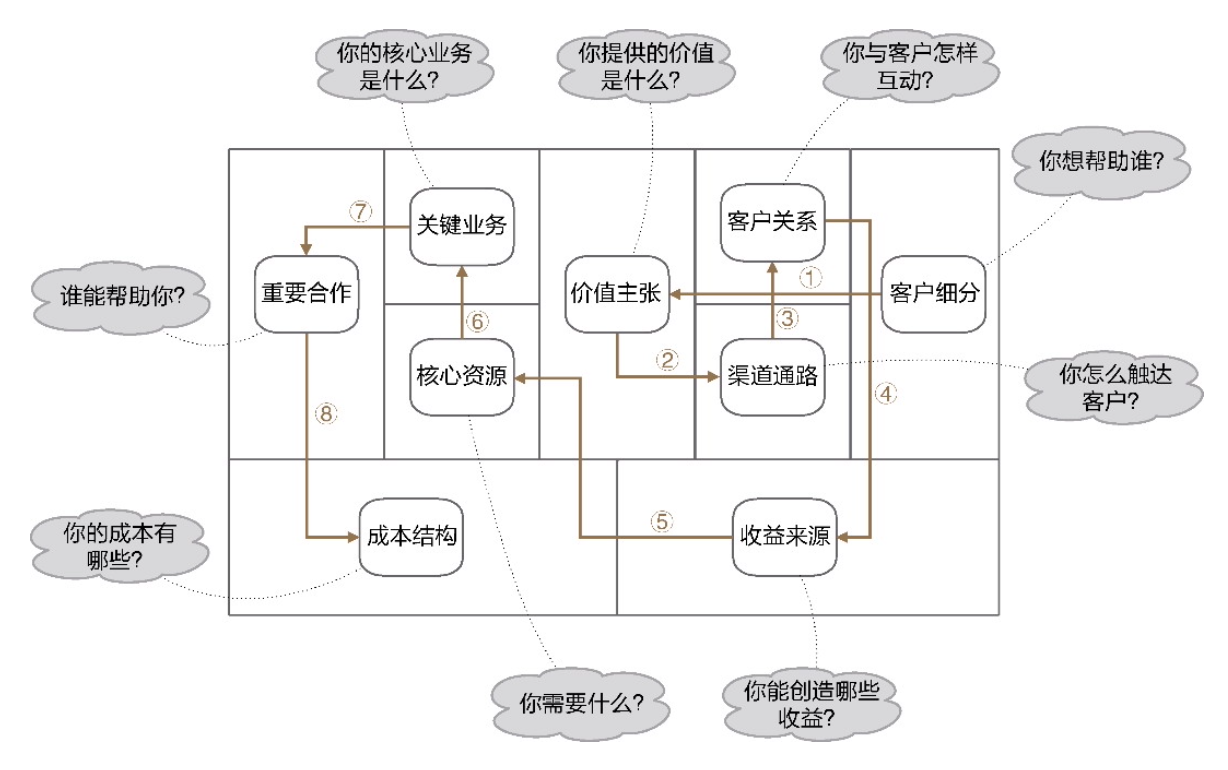 你的核心业务
是什么？
你提供的价值
是什么？
你与客户怎样
互动？
你想帮助谁？
⑦
关键业务
客户关系
谁能帮助你？
重要合作
价值主张
①
客户细分
⑥
③
核心资源
②
渠道通路
④
你怎么触达
客户？
⑧
你的成本有
哪些？
成本结构
⑤
收益来源
你需要什么？
你能创造哪些
收益？